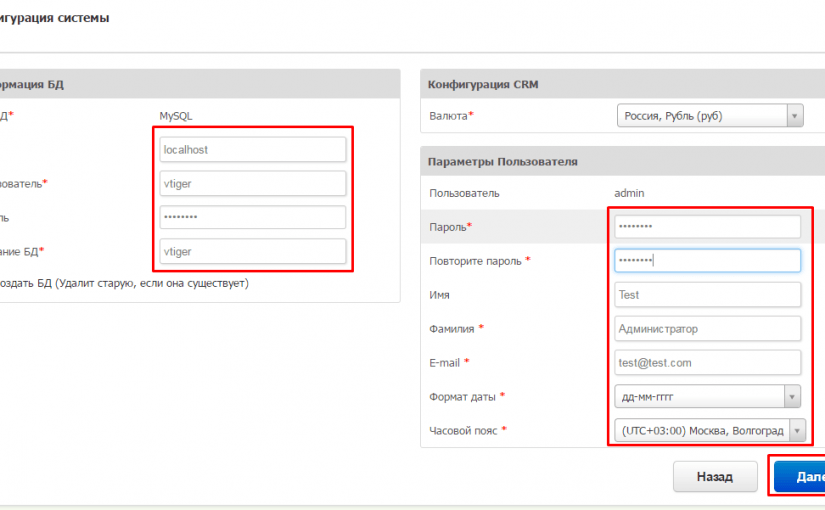 игурация системы
ормация БД
Д*
MySQL
localhost
ователь*
vtiger
ль
••••••••
ание БД*
vtiger
оздать БД (Удалит старую, если она существует)
Конфигурация CRM
Валюта*
Россия, Рубль (руб)
Параметры Пользователя
Пользователь
admin
Пароль*
••••••••
Повторите пароль *
••••••••
Имя
Test
Фамилия *
Администратор
E-mail *
test@test.com
Формат даты *
дд-мм-гггг
Часовой пояс *
(UTC+03:00) Москва, Волгоград
Назад
Дале